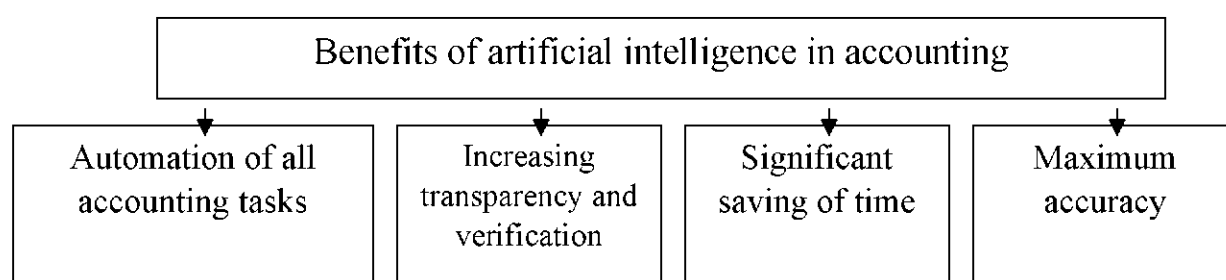 Benefits of artificial intelligence in accounting
Automation of all
accounting tasks
Increasing
transparency and
verification
Significant
saving of time
Maximum
accuracy